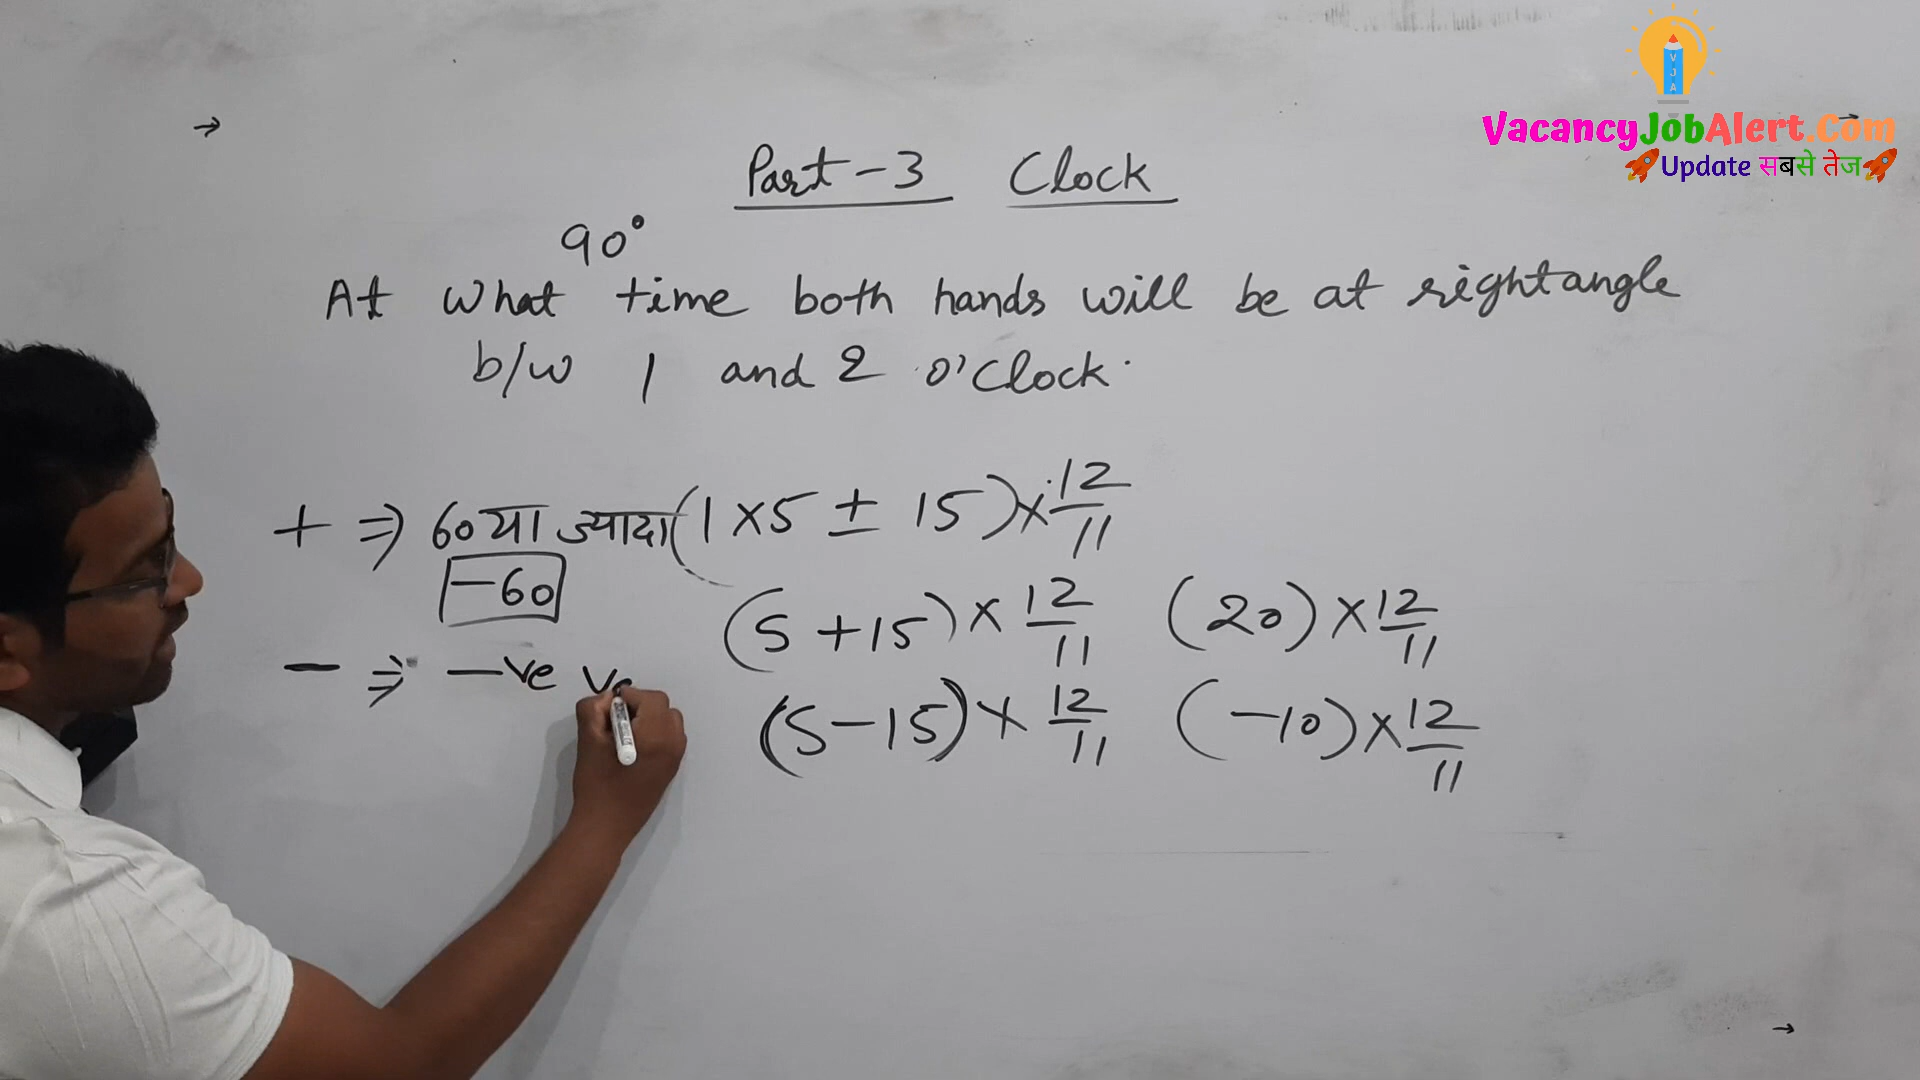 VJA
VacancyJobAlert.Com
🚀Update सबसे तेज🚀
→
Part-3 Clock
90°
At what time both hands will be at rightangle
b/w 1 and 2 o'Clock.
+ ⇒ 60 या ज्यादा (1×5 ± 15)×12/11
-60
(5+15)×12/11 (20)×12/11
- ⇒ -ve
(5-15)×12/11 (-10)×12/11
→